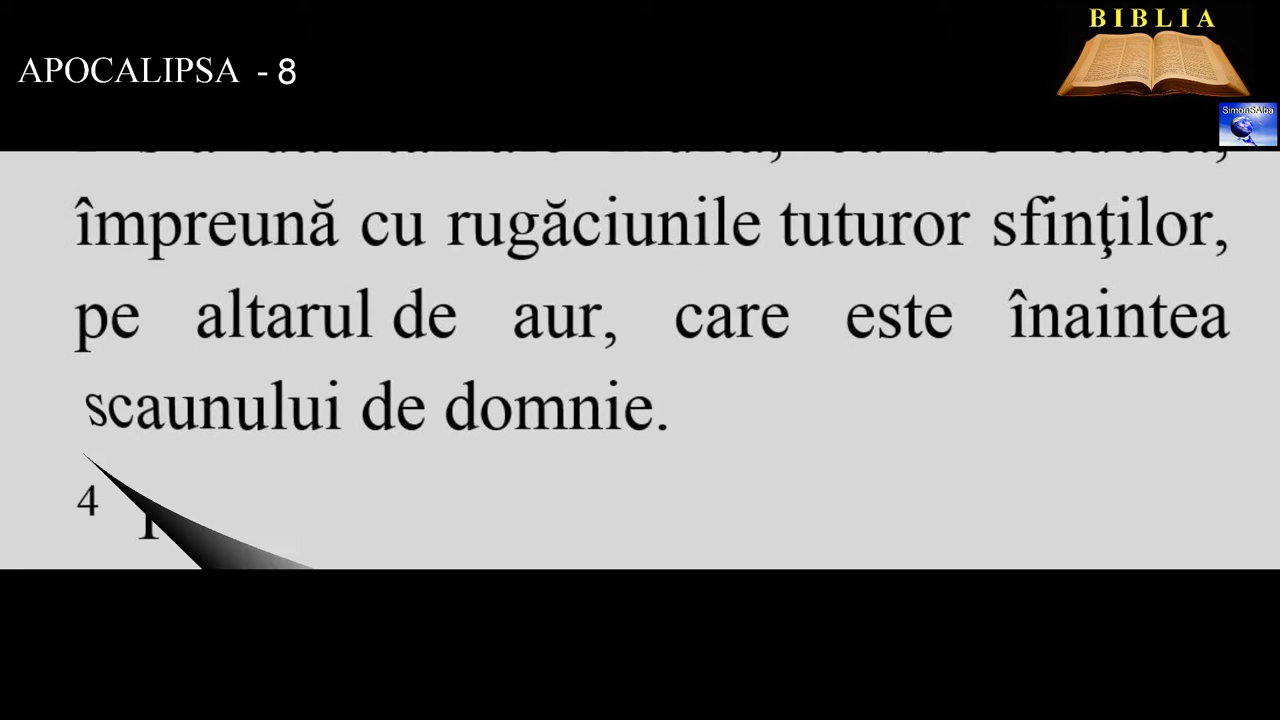 BIBLIA
APOCALIPSA - 8
SimonSAlba
împreună cu rugăciunile tuturor sfinţilor,
pe altarul de aur, care este înaintea
scaunului de domnie.
4